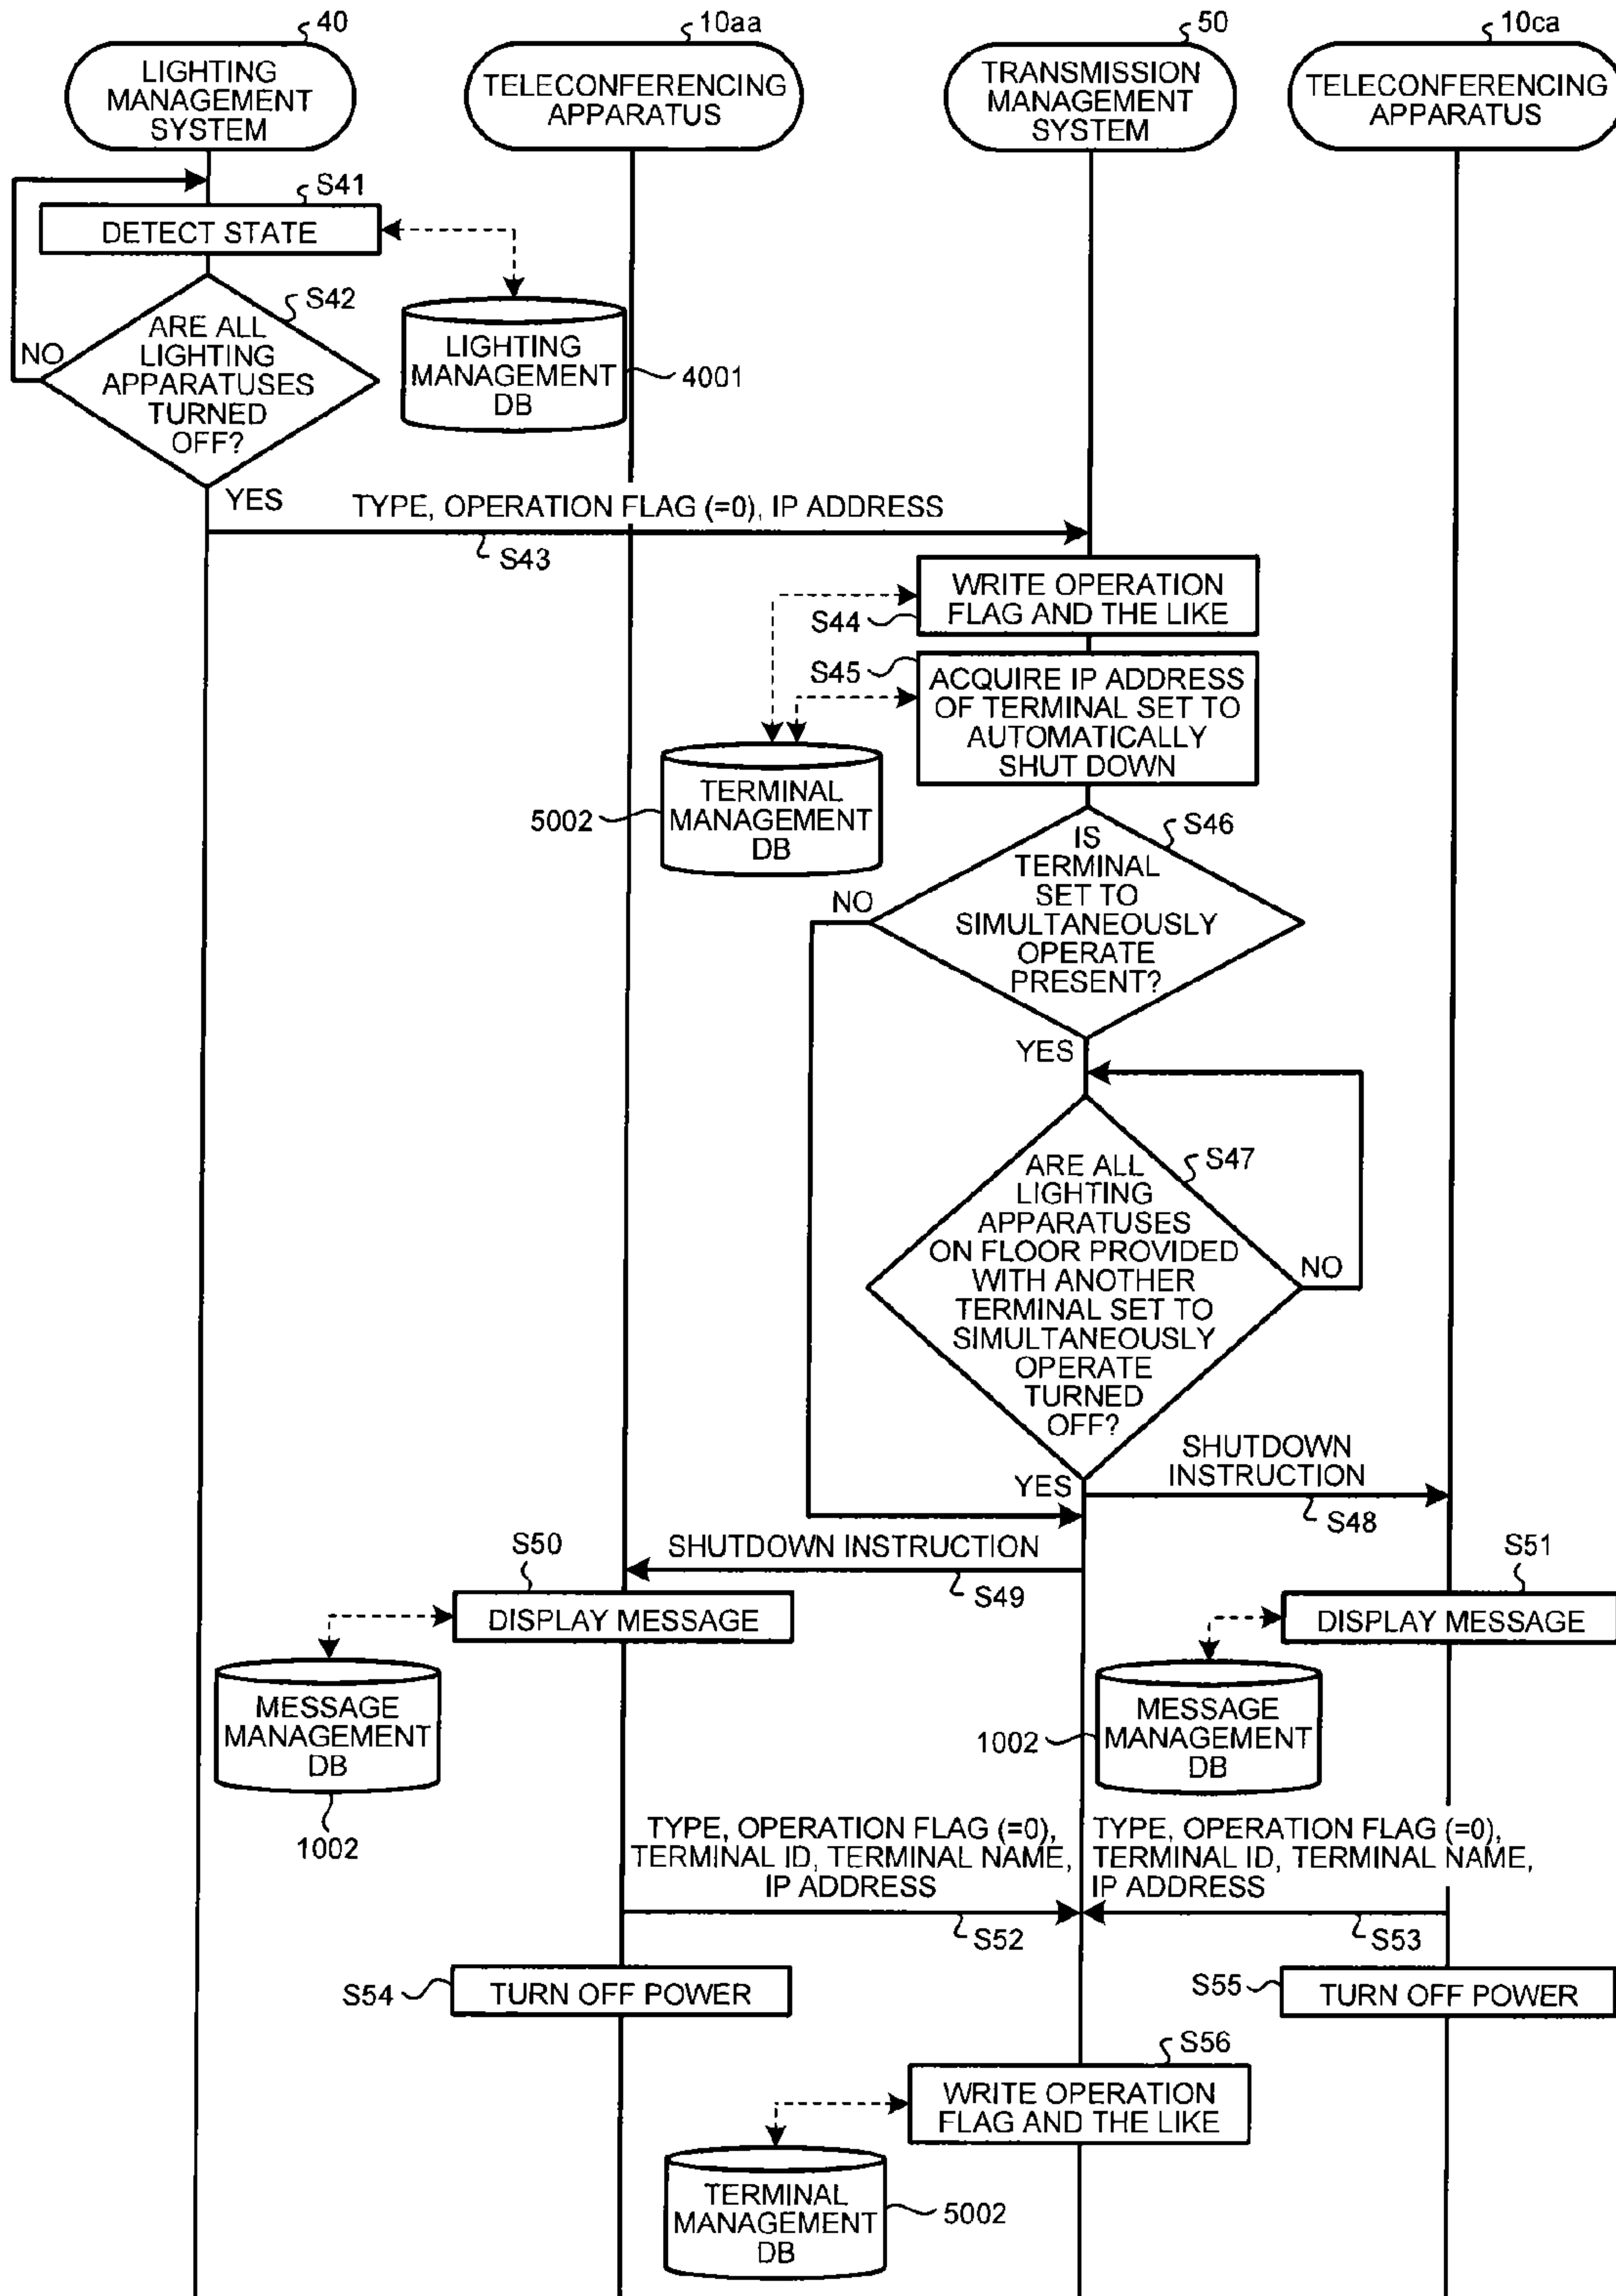 40
10aa
50
10ca
LIGHTING
MANAGEMENT
SYSTEM
TELECONFERENCING
APPARATUS
TRANSMISSION
MANAGEMENT
SYSTEM
TELECONFERENCING
APPARATUS
S41
DETECT STATE
S42
ARE ALL
LIGHTING
APPARATUSES
TURNED
OFF?
NO
YES
LIGHTING
MANAGEMENT
DB
4001
TYPE, OPERATION FLAG (=0), IP ADDRESS
S43
WRITE OPERATION
FLAG AND THE LIKE
S44
S45
ACQUIRE IP ADDRESS
OF TERMINAL SET TO
AUTOMATICALLY
SHUT DOWN
TERMINAL
MANAGEMENT
DB
5002
S46
IS
TERMINAL
SET TO
SIMULTANEOUSLY
OPERATE
PRESENT?
NO
YES
S47
ARE ALL
LIGHTING
APPARATUSES
ON FLOOR PROVIDED
WITH ANOTHER
TERMINAL SET TO
SIMULTANEOUSLY
OPERATE
TURNED
OFF?
NO
YES
SHUTDOWN
INSTRUCTION
S48
SHUTDOWN INSTRUCTION
S49
S50
DISPLAY MESSAGE
S51
DISPLAY MESSAGE
MESSAGE
MANAGEMENT
DB
1002
MESSAGE
MANAGEMENT
DB
1002
TYPE, OPERATION FLAG (=0),
TERMINAL ID, TERMINAL NAME,
IP ADDRESS
S52
TYPE, OPERATION FLAG (=0),
TERMINAL ID, TERMINAL NAME,
IP ADDRESS
S53
S54
TURN OFF POWER
S55
TURN OFF POWER
S56
WRITE OPERATION
FLAG AND THE LIKE
TERMINAL
MANAGEMENT
DB
5002